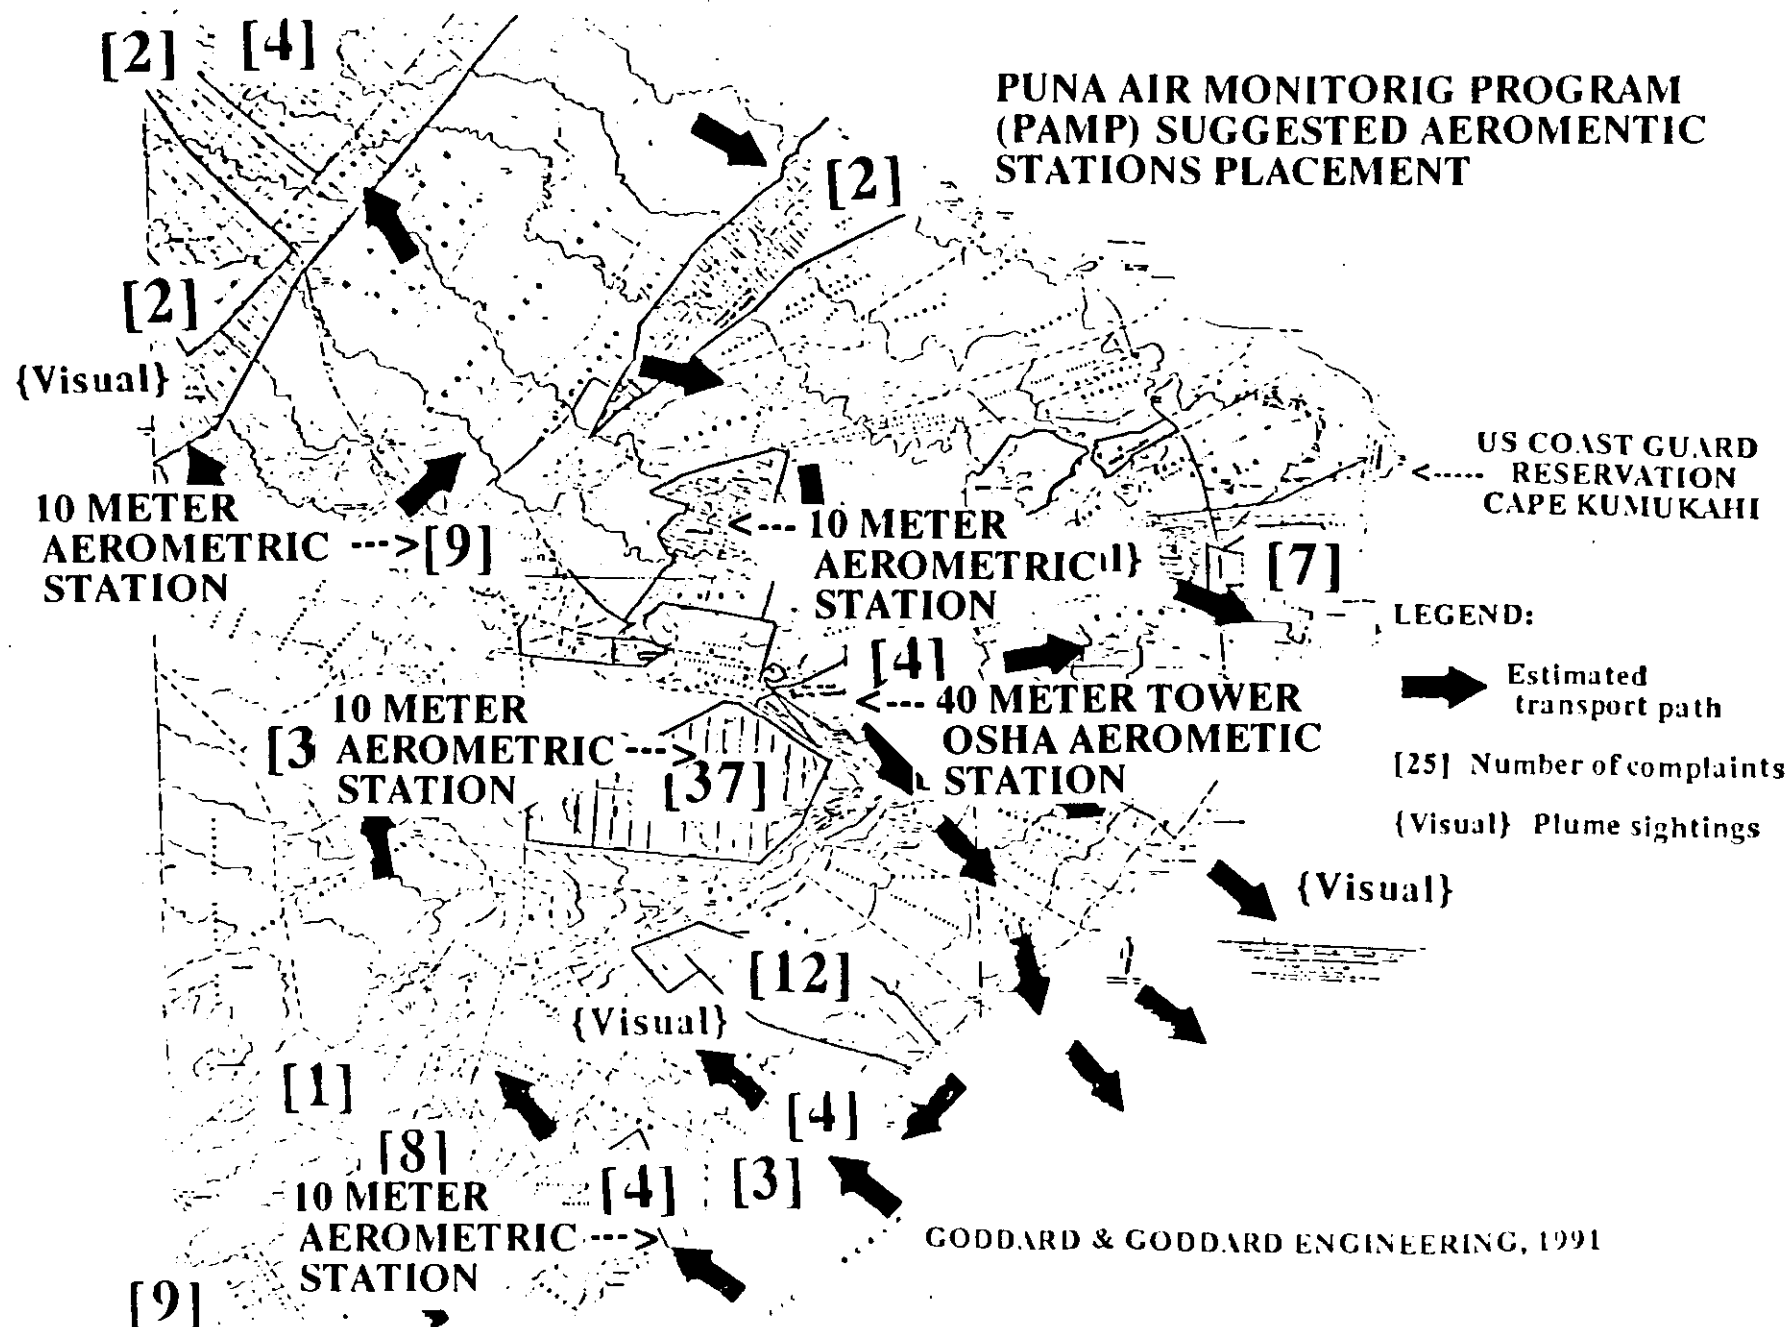 [2] [4]
PUNA AIR MONITORIG PROGRAM
(PAMP) SUGGESTED AEROMENTIC
STATIONS PLACEMENT
[2]
[2]
{Visual}
US COAST GUARD
RESERVATION
CAPE KUMUKAHI
<-----
10 METER
AEROMETRIC --->[9]
STATION
<--- 10 METER
AEROMETRIC
STATION
[7]
LEGEND:
Estimated
transport path
[25] Number of complaints
{Visual} Plume sightings
[4]
<--- 40 METER TOWER
OSHA AEROMETIC
STATION
10 METER
[3 AEROMETRIC --->
STATION
[37]
{Visual}
[12]
{Visual}
[1]
[4]
[8]
[4] [3]
10 METER
AEROMETRIC --->
STATION
GODDARD & GODDARD ENGINEERING, 1991
[9]